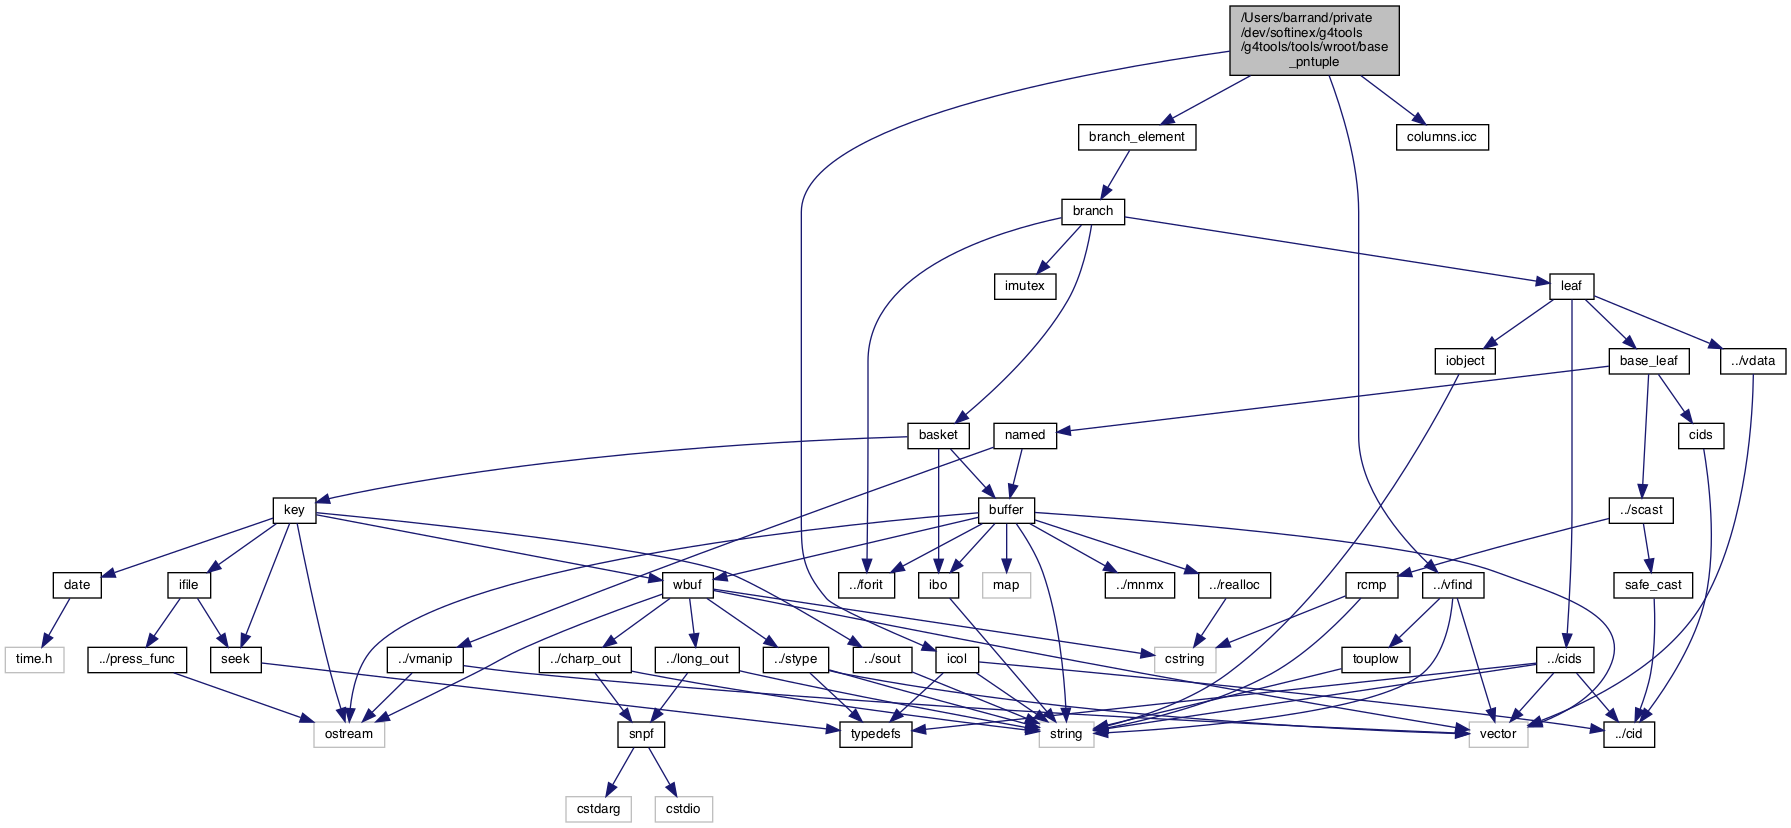 /Users/barrand/private
/dev/softinex/g4tools
/g4tools/tools/wroot/base
_pntuple
branch_element
columns.icc
branch
imutex
leaf
iobject
base_leaf
../vdata
basket
named
cids
key
buffer
../scast
date
ifile
wbuf
../forit
ibo
map
../mnmx
../realloc
rcmp
../vfind
safe_cast
time.h
../press_func
seek
../vmanip
../charp_out
../long_out
../stype
../sout
icol
cstring
touplow
../cids
ostream
snpf
typedefs
string
vector
../cid
cstdarg
cstdio